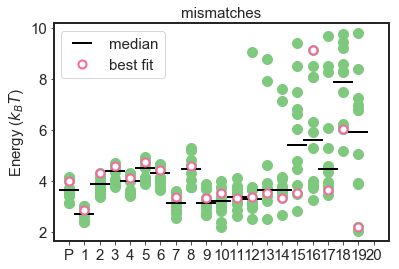 mismatches
10
8
6
4
2
Energy (k_BT)
median
best fit
P 1 2 3 4 5 6 7 8 9 10 11 12 13 14 15 16 17 18 19 20